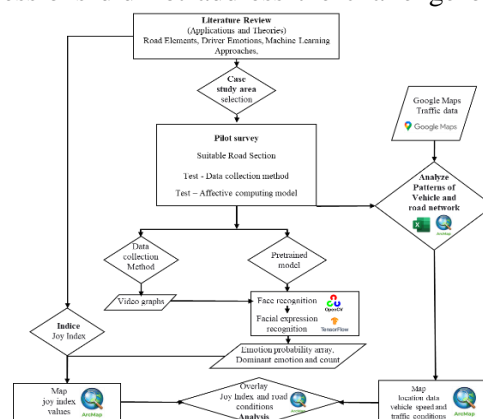 Literature Review
(Applications and Theories)
Road Elements, Driver Emotions, Machine Learning
Approaches,
Case
study area
selection
Google Maps
Traffic data
Google Maps
Pilot survey
Suitable Road Section
Test - Data collection method
Test – Affective computing model
Analyze
Patterns of
Vehicle and
road network
ArcMap
Data
collection
Method
Pretrained
model
Video graphs
Face recognition
OpenCV
Facial expression
recognition
TensorFlow
Indice
Joy Index
Emotion probability array,
Dominant emotion and count
Map
joy index
values
ArcMap
Overlay
Joy Index and road
conditions
Analysis
ArcMap
Map
location data
vehicle speed and
traffic conditions
ArcMap